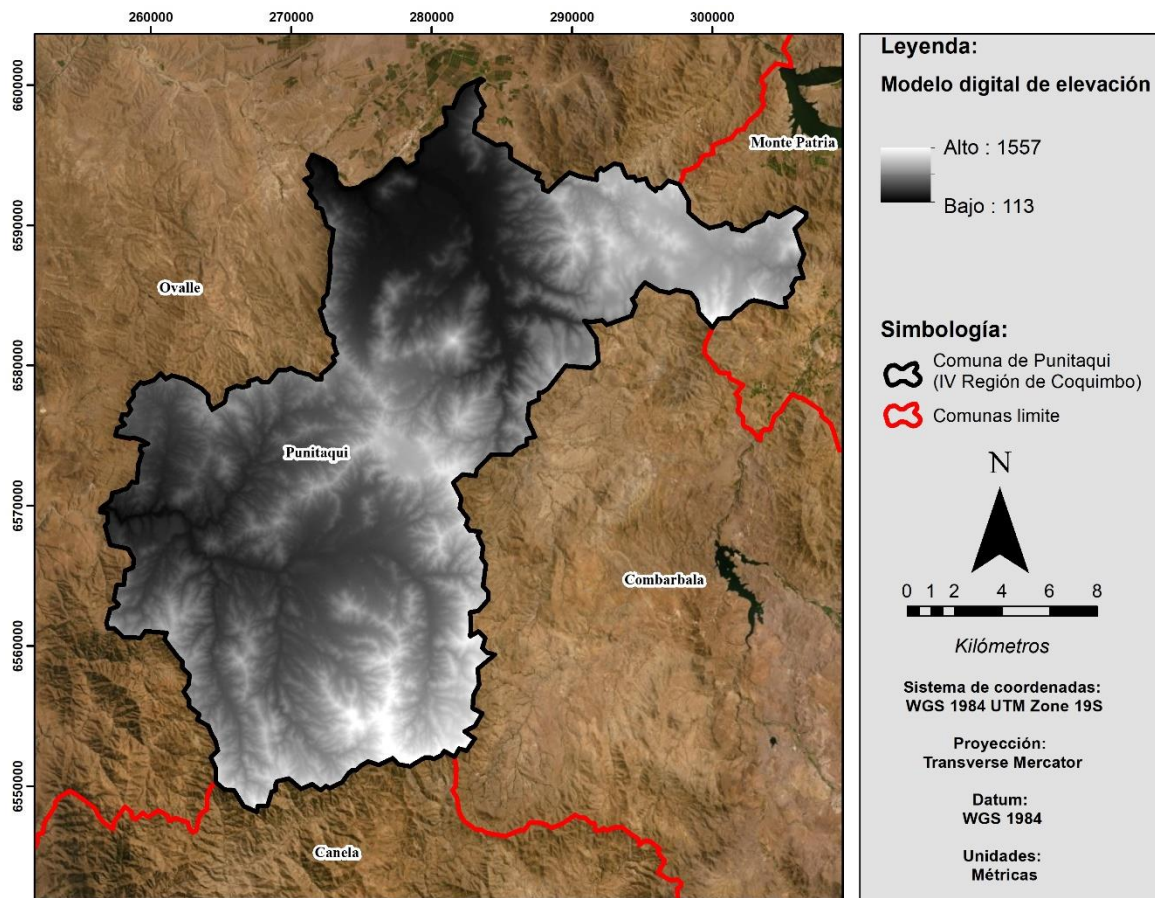 260000 270000 280000 290000 300000
6600000
6590000
6580000
6570000
6560000
6550000
Monte Patria
Ovalle
Punitaqui
Combarbala
Canela
Leyenda:
Modelo digital de elevación
Alto : 1557
Bajo : 113
Simbología:
Comuna de Punitaqui
(IV Región de Coquimbo)
Comunas limite
N
0 1 2 4 6 8
Kilómetros
Sistema de coordenadas:
WGS 1984 UTM Zone 19S
Proyección:
Transverse Mercator
Datum:
WGS 1984
Unidades:
Métricas